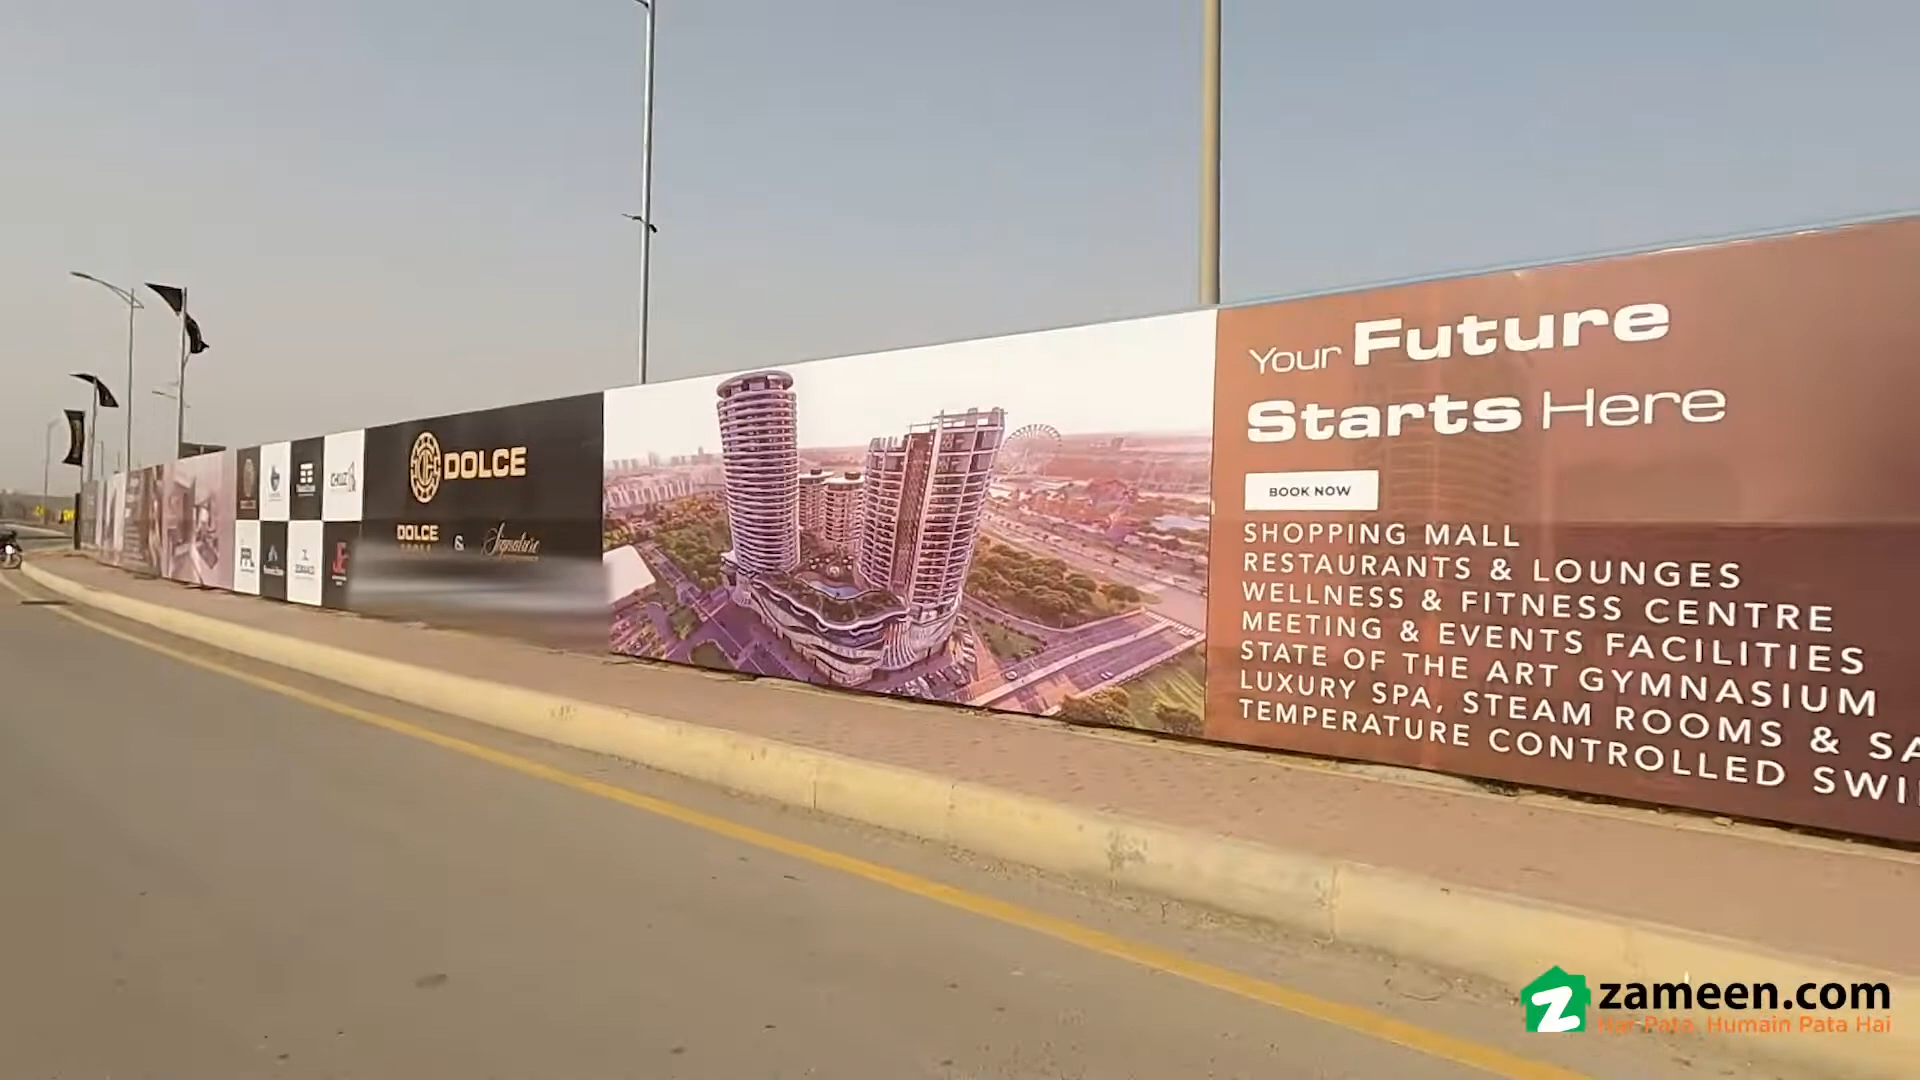 DOLCE
DOLCE
&
Signature
CHUZ
Your Future
Starts Here
BOOK NOW
SHOPPING MALL
RESTAURANTS & LOUNGES
WELLNESS & FITNESS CENTRE
MEETING & EVENTS FACILITIES
STATE OF THE ART GYMNASIUM
LUXURY SPA, STEAM ROOMS & SA
TEMPERATURE CONTROLLED SWI
zameen.com
Har Pata, Humain Pata Hai